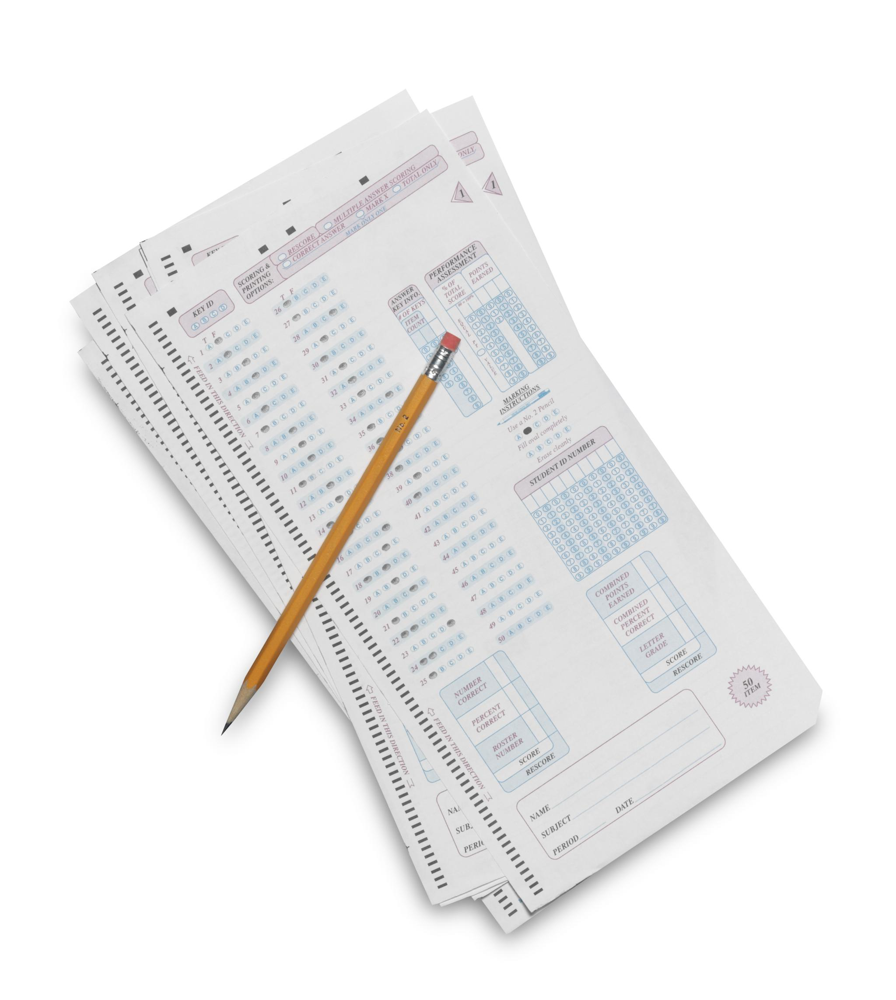 SCORING &
PRINTING
OPTIONS:
RESCORE
MULTIPLE ANSWER SCORING
CORRECT ANSWER
MARK X
TOTAL ONLY
MARK ONLY ONE
ONLY
1
1
KEY ID
A B C D
T F
1 A C D E
2 A C D E
3 A B D E
4 A B D E
5 A C D E
6 A C D E
7 B C D E
8 A B D E
9 A B D E
10 A B D E
11 B C D E
12 A B D E
13 A B D
14
C D E
16 A B C D
17 A B C E
18 B D E
19 A B D E
20 A B C E
21 B C D E
22 C D E
23 A B C D
24 C D E
25 B C D E
T F
26 B C D E
27 B C D E
28 A B C E
29 A C D E
30 B C D E
31 A C D E
32 A C D E
33 A C D E
34 A B C E
35 B C D
36
C D E
38 B C D E
39 A C D E
40 B C D E
41 A B C D E
42 A B C D E
43 A B C D E
44 A B C D E
45 A B C D E
46 A B C D E
47 A B C D E
48 A B C D E
49 A B C D E
50 A B C D E
FEED IN THIS DIRECTION
FEED IN THIS DIRECTION
FEED IN THIS DIRECTION
No. 2
ANSWER
KEY INFO.
# OF KEYS
ITEM
COUNT
PERFORMANCE
ASSESSMENT
% OF
TOTAL
SCORE
POINTS
EARNED
00 = 100%
EQUAL PT VALUE
MARKING
INSTRUCTIONS
Use a No. 2 Pencil
A C D E
Fill oval completely
A B C D E
Erase cleanly
STUDENT ID NUMBER
COMBINED
POINTS
EARNED
COMBINED
PERCENT
CORRECT
LETTER
GRADE
SCORE
RESCORE
NUMBER
CORRECT
PERCENT
CORRECT
ROSTER
NUMBER
SCORE
RESCORE
50
ITEM
NAME
SUBJECT
PERIOD
DATE